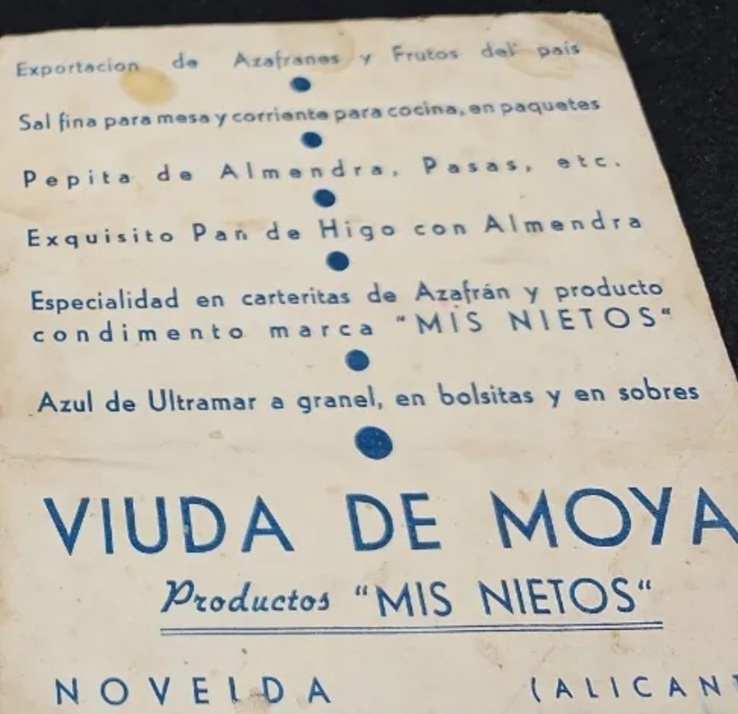 Exportacion de Azafranes y Frutos del pais
Sal fina para mesa y corriente para cocina, en paquetes
Pepita de Almendra, Pasas, etc.
Exquisito Pan de Higo con Almendra
Especialidad en carteritas de Azafrán y producto
condimento marca "MIS NIETOS"
Azul de Ultramar a granel, en bolsitas y en sobres
VIUDA DE MOYA
Productos "MIS NIETOS"
NOVELDA (ALICANT